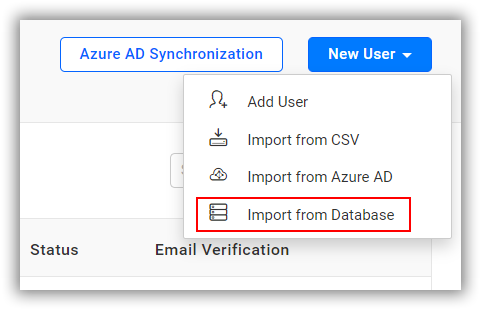 Azure AD Synchronization
New User
Add User
Import from CSV
Import from Azure AD
Import from Database
Status
Email Verification